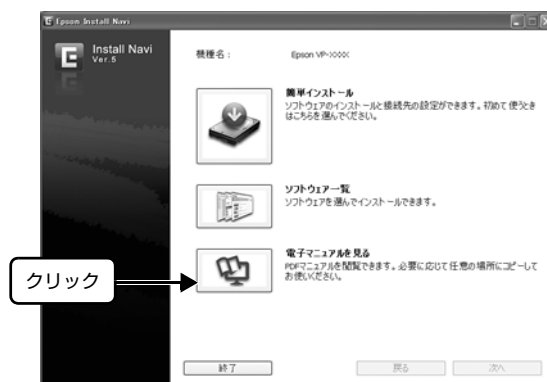 Epson Install Navi
Install Navi
Ver.5
機種名：
Epson VP-XXXX
簡単インストール
ソフトウェアのインストールと接続先の設定ができます。初めて使うとき
はこちらを選んでください。
ソフトウェア一覧
ソフトウェアを選んでインストールできます。
電子マニュアルを見る
PDFマニュアルを閲覧できます。必要に応じて任意の場所にコピーして
お使いください。
クリック
終了
戻る
次へ